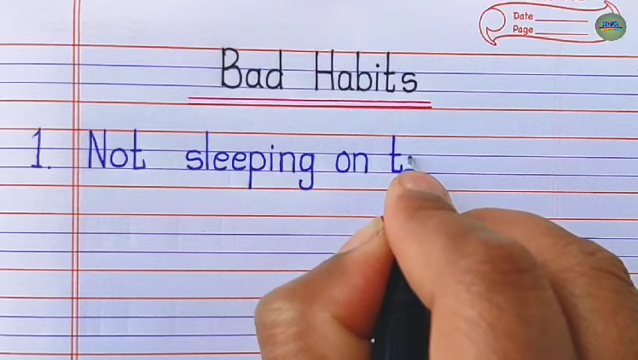 Date
Page
Bad Habits
1. Not sleeping on t